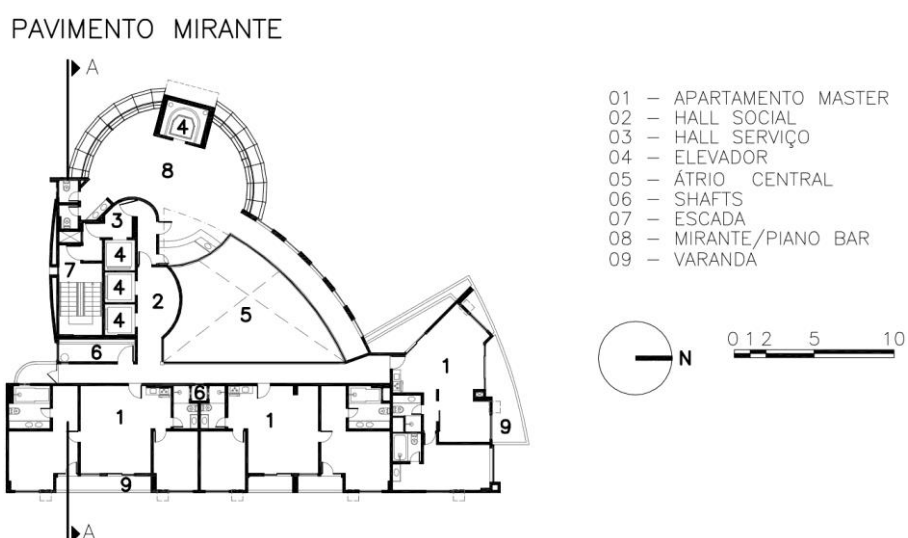 PAVIMENTO MIRANTE
A
4
8
3
4
7
4
2
5
4
6
1
6
1
1
9
9
A
01 – APARTAMENTO MASTER
02 – HALL SOCIAL
03 – HALL SERVIÇO
04 – ELEVADOR
05 – ÁTRIO CENTRAL
06 – SHAFTS
07 – ESCADA
08 – MIRANTE/PIANO BAR
09 – VARANDA
N
0 1 2 5 10